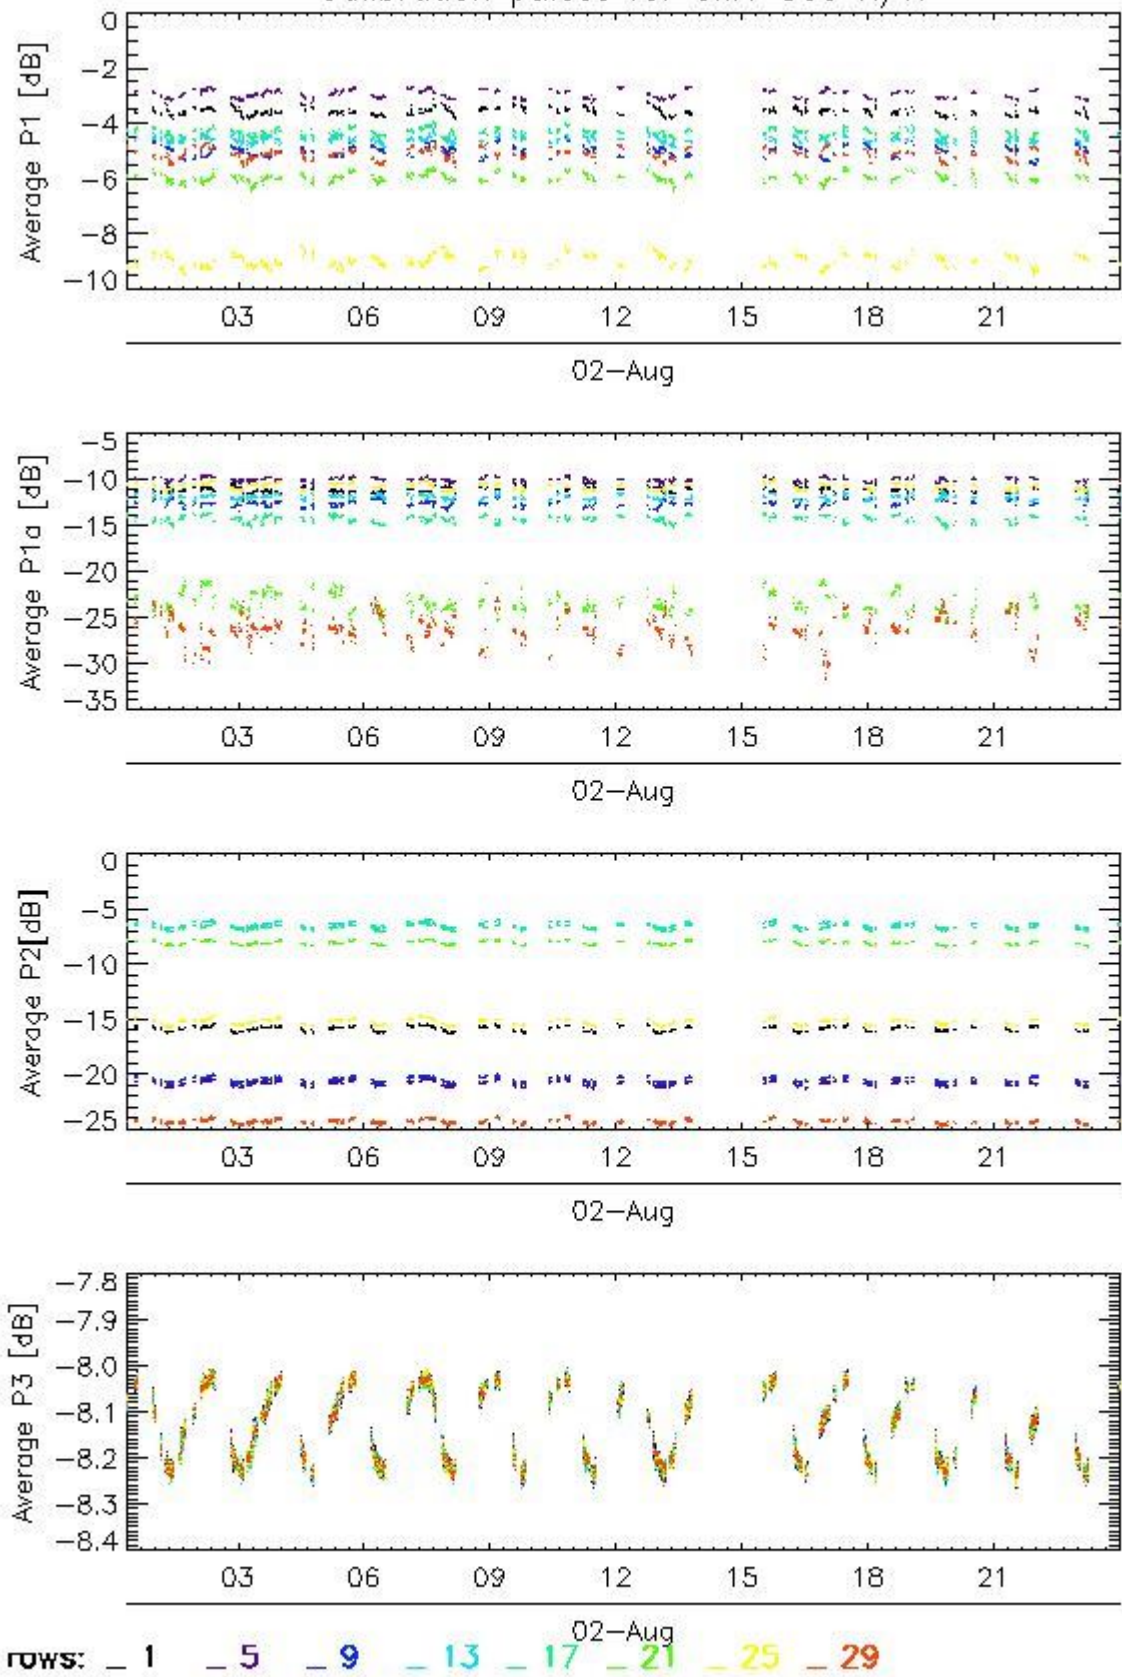 0
-2
-4
-6
-8
-10
Average P1 [dB]
03 06 09 12 15 18 21
02-Aug
-5
-10
-15
-20
-25
-30
-35
Average P1a [dB]
03 06 09 12 15 18 21
02-Aug
0
-5
-10
-15
-20
-25
Average P2[dB]
03 06 09 12 15 18 21
02-Aug
-7.8
-7.9
-8.0
-8.1
-8.2
-8.3
-8.4
Average P3 [dB]
03 06 09 12 15 18 21
02-Aug
rows: _ 1 _ 5 _ 9 _ 13 _ 17 _ 21 _ 25 _ 29